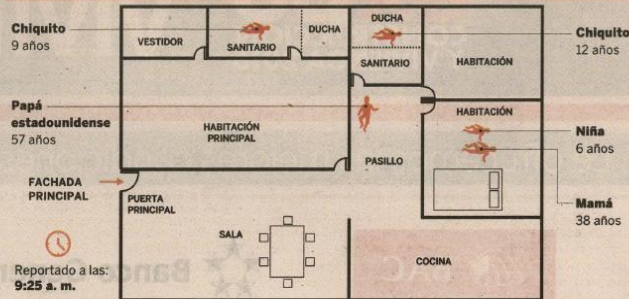 Chiquito
9 años
VESTIDOR
SANITARIO
DUCHA
DUCHA
SANITARIO
HABITACIÓN
Chiquito
12 años
Papá
estadounidense
57 años
HABITACIÓN
PRINCIPAL
PASILLO
HABITACIÓN
Niña
6 años
Mamá
38 años
FACHADA
PRINCIPAL
PUERTA
PRINCIPAL
SALA
COCINA
Reportado a las:
9:25 a. m.